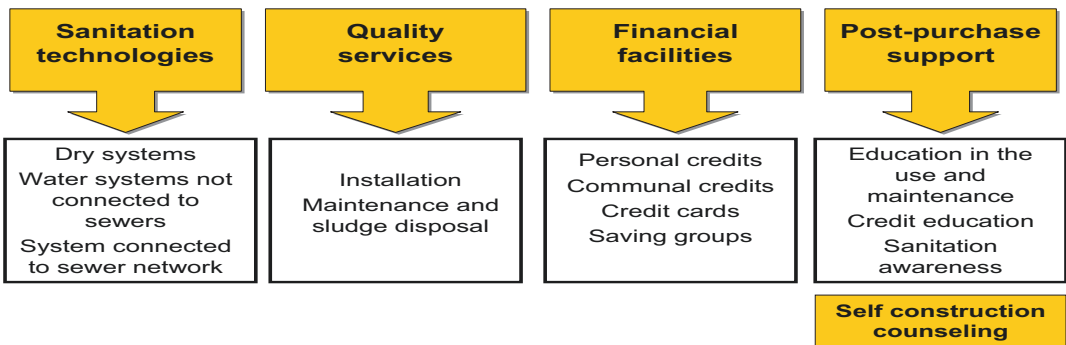 Sanitation
technologies
Dry systems
Water systems not
connected to
sewers
System connected
to sewer network
Quality
services
Installation
Maintenance and
sludge disposal
Financial
facilities
Personal credits
Communal credits
Credit cards
Saving groups
Post-purchase
support
Education in the
use and
maintenance
Credit education
Sanitation
awareness
Self construction
counseling